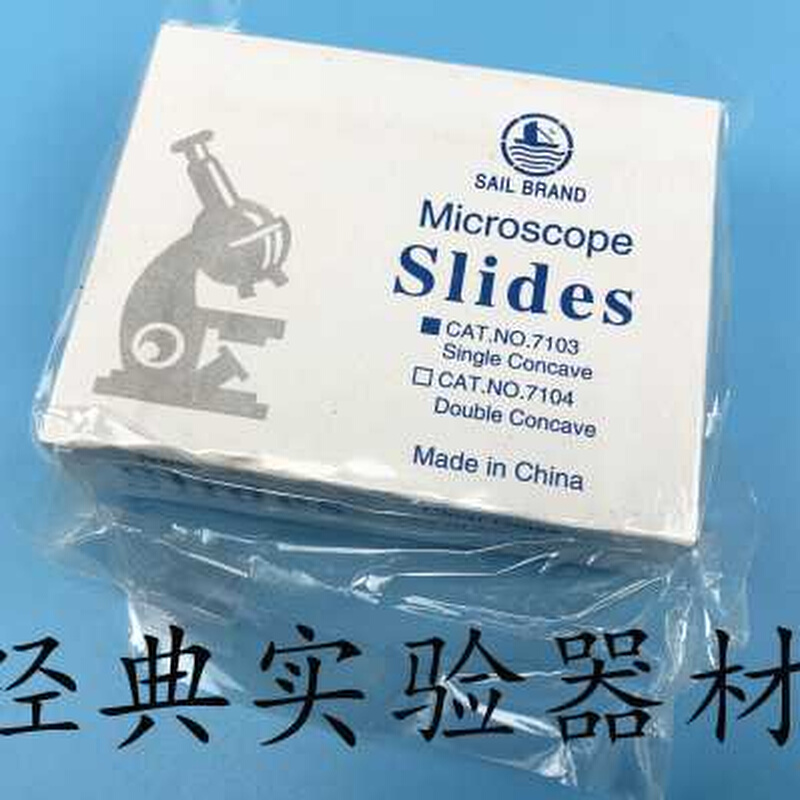 SAIL BRAND
Microscope
Slides
■ CAT.NO.7103
Single Concave
□ CAT.NO.7104
Double Concave
Made in China
经典实验器材